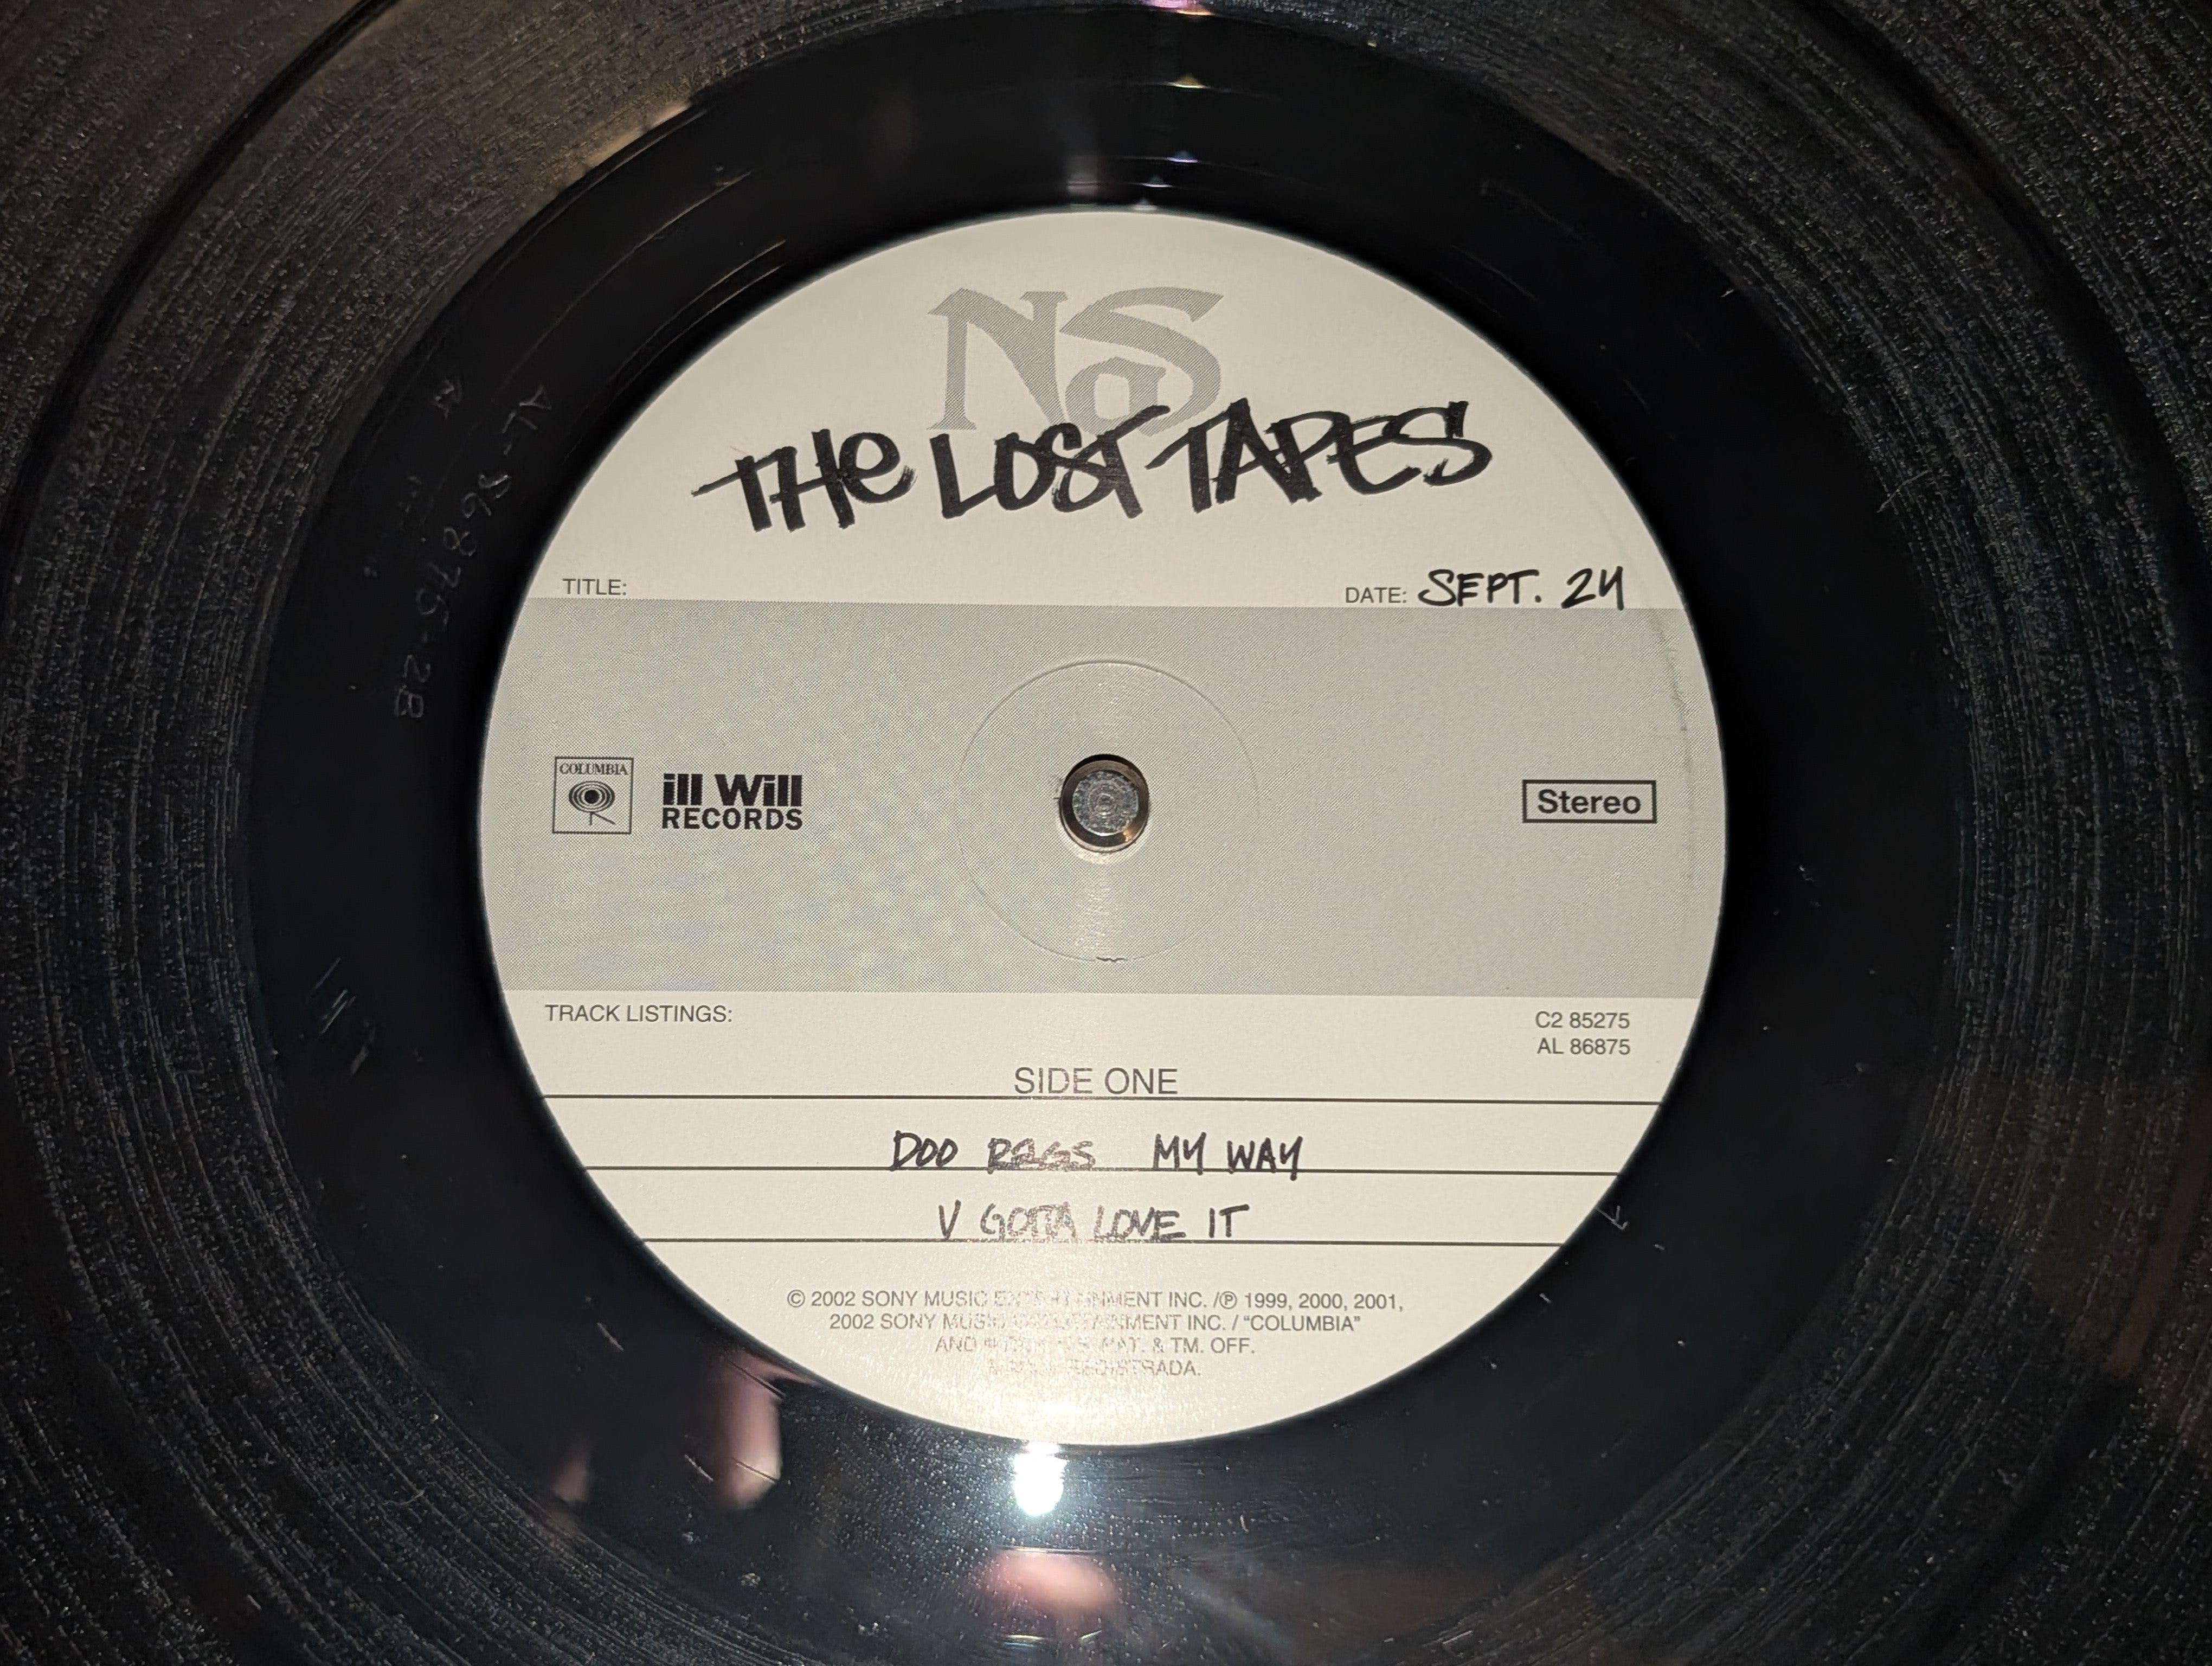 Nas
THE LOST TAPES
TITLE:
DATE: SEPT. 24
COLUMBIA
ill Will
RECORDS
Stereo
TRACK LISTINGS:
C2 85275
AL 86875
SIDE ONE
DOO RAGS MY WAY
U GOTTA LOVE IT
© 2002 SONY MUSIC ENTERTAINMENT INC. /℗ 1999, 2000, 2001,
2002 SONY MUSIC ENTERTAINMENT INC. / “COLUMBIA”
AND & TM. OFF.